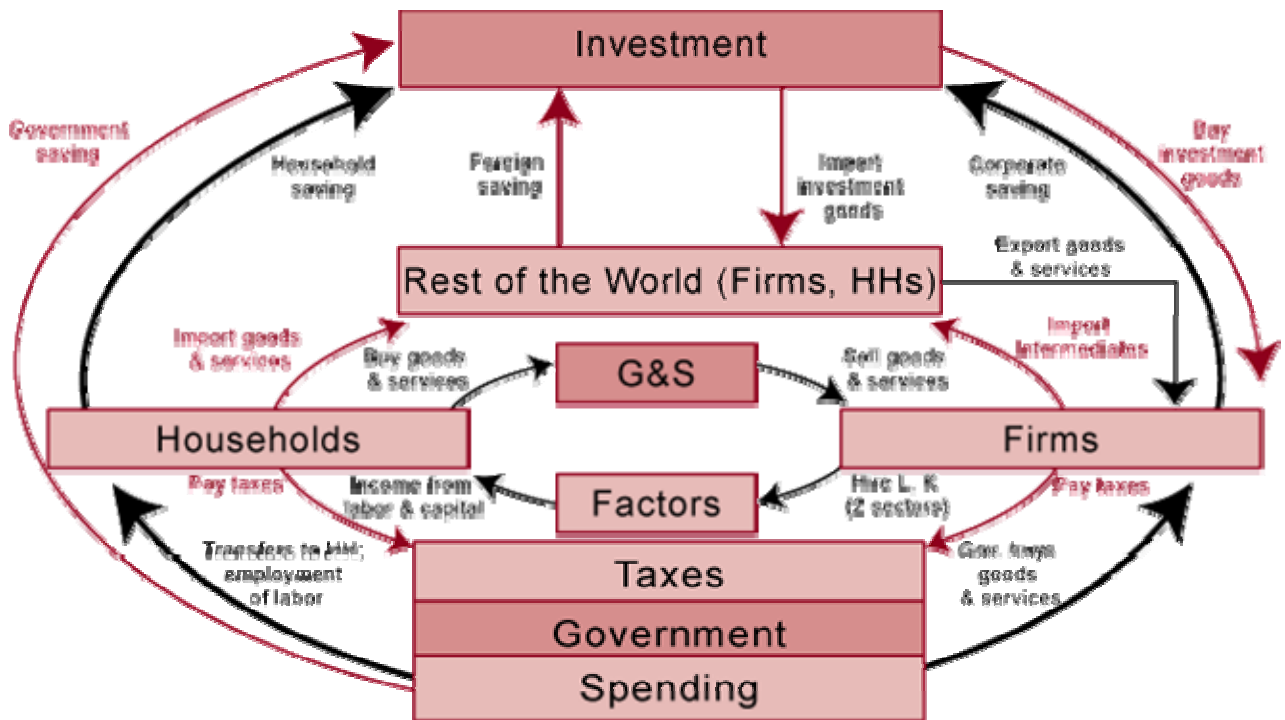 Investment
Government
saving
Household
saving
Foreign
saving
Import
investment
goods
Corporate
saving
Buy
investment
goods
Rest of the World (Firms, HHs)
Export goods
& services
Import goods
& services
Buy goods
& services
G&S
Sell goods
& services
Import
Intermediates
Households
Firms
Pay taxes
Income from
labor & capital
Factors
Hire L, K
(2 sectors)
Pay taxes
Transfers to HH;
employment
of labor
Taxes
Gov. buys
goods
& services
Government
Spending